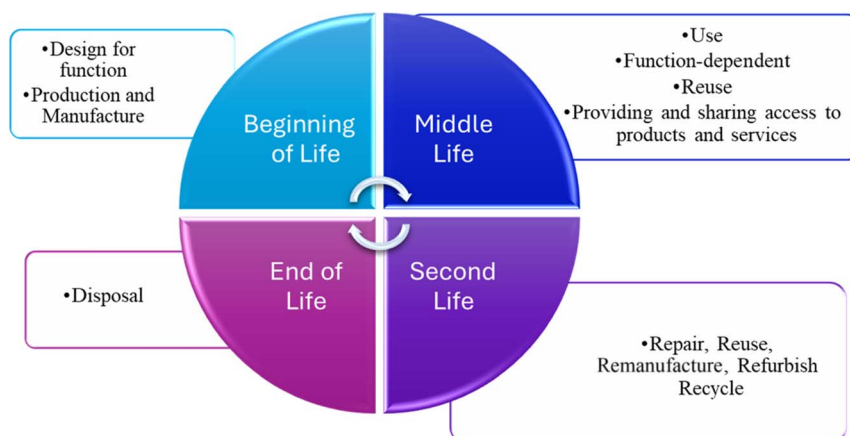 •Design for
function
•Production and
Manufacture
Beginning
of Life
Middle
Life
•Use
•Function-dependent
•Reuse
•Providing and sharing access to
products and services
•Disposal
End of
Life
Second
Life
•Repair, Reuse,
Remanufacture, Refurbish
Recycle